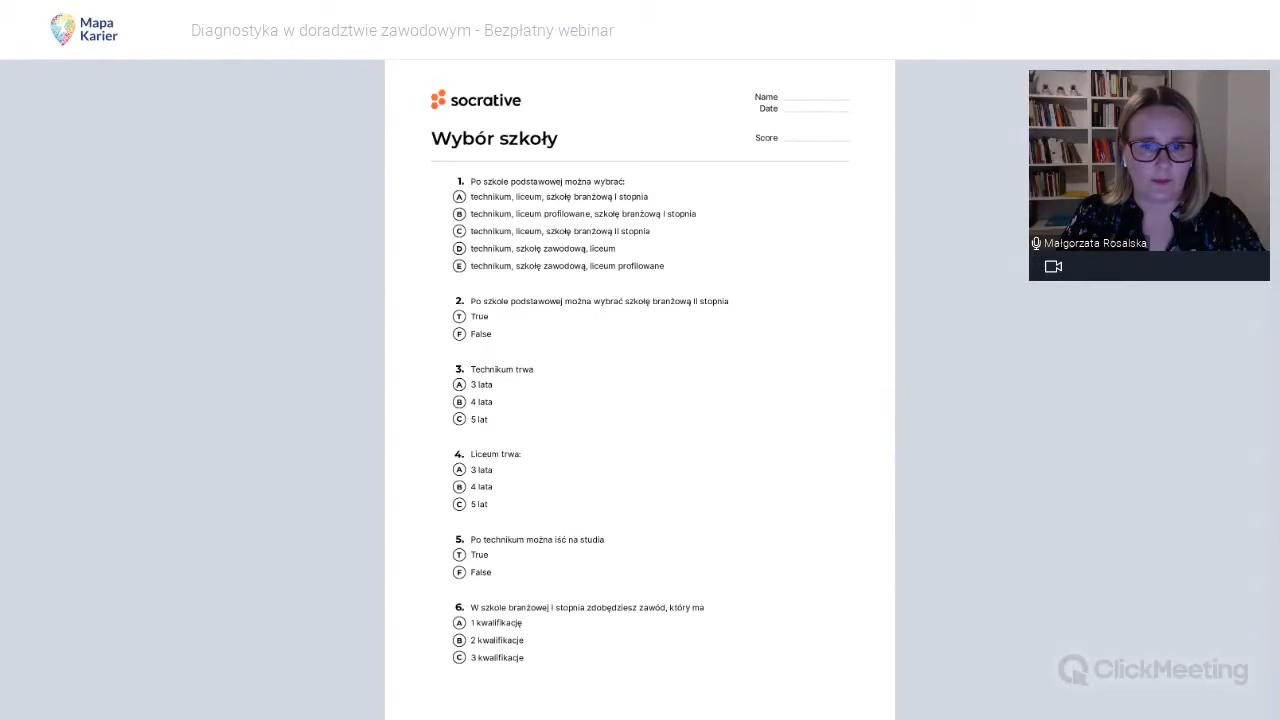 Mapa
Karier
Diagnostyka w doradztwie zawodowym - Bezpłatny webinar
socrative
Name
Date
Wybór szkoły
Score
1. Po szkole podstawowej można wybrać:
A technikum, liceum, szkołę branżową I stopnia
B technikum, liceum profilowane, szkołę branżową I stopnia
C technikum, liceum, szkołę branżową II stopnia
D technikum, szkołę zawodową, liceum
E technikum, szkołę zawodową, liceum profilowane
2. Po szkole podstawowej można wybrać szkołę branżową II stopnia
T True
F False
3. Technikum trwa
A 3 lata
B 4 lata
C 5 lat
4. Liceum trwa:
A 3 lata
B 4 lata
C 5 lat
5. Po technikum można iść na studia
T True
F False
6. W szkole branżowej I stopnia zdobędziesz zawód, który ma
A 1 kwalifikację
B 2 kwalifikacje
C 3 kwalifikacje
Małgorzata Rosalska
ClickMeeting